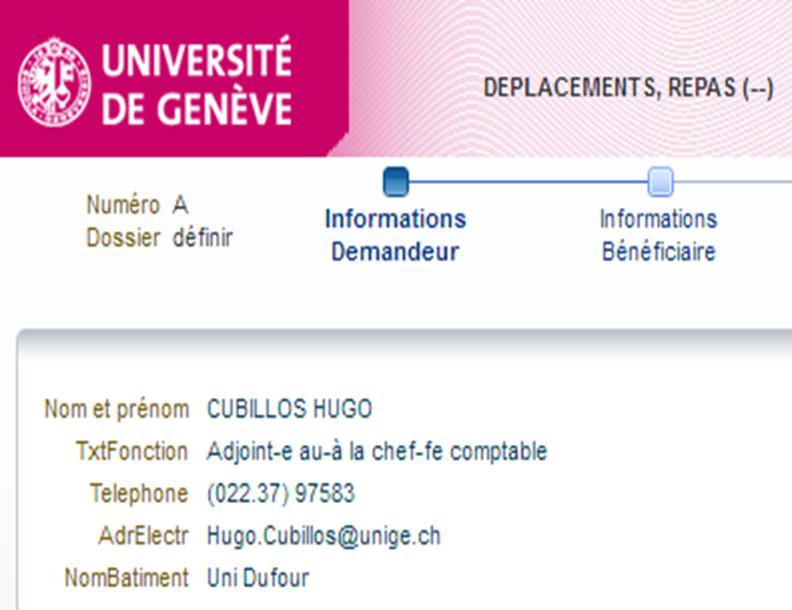 UNIVERSITÉ
DE GENÈVE
DEPLACEMENTS, REPAS (--)
Numéro A
Dossier définir
Informations
Demandeur
Informations
Bénéficiaire
Nom et prénom CUBILLOS HUGO
TxtFonction Adjoint-e au-à la chef-fe comptable
Telephone (022.37) 97583
AdrElectr Hugo.Cubillos@unige.ch
NomBatiment Uni Dufour